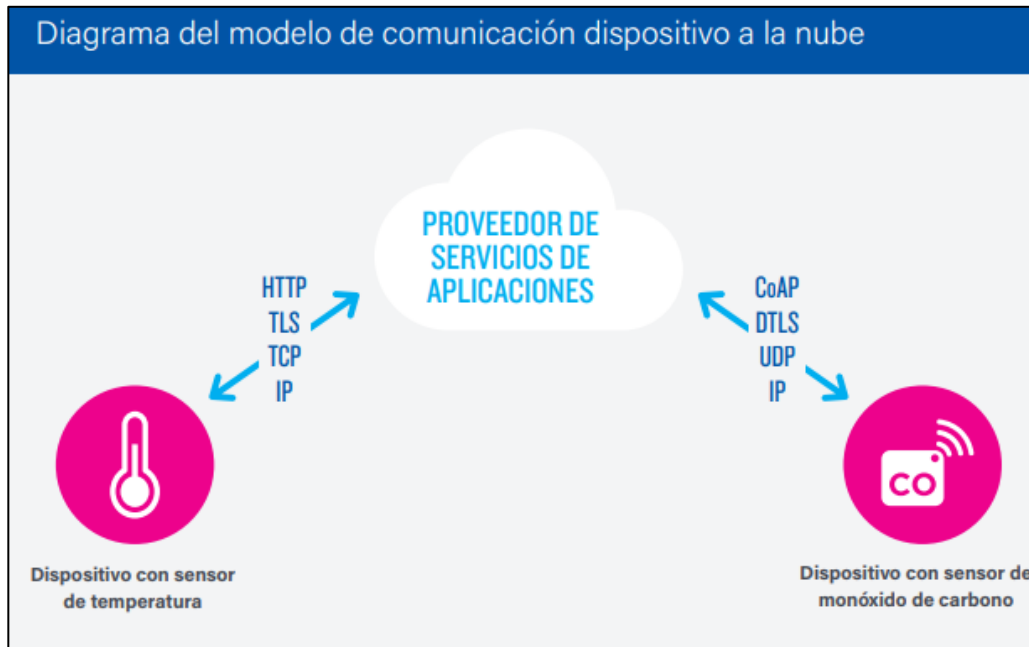 Diagrama del modelo de comunicación dispositivo a la nube
PROVEEDOR DE
SERVICIOS DE
APLICACIONES
HTTP
TLS
TCP
IP
CoAP
DTLS
UDP
IP
CO
Dispositivo con sensor
de temperatura
Dispositivo con sensor de
monóxido de carbono